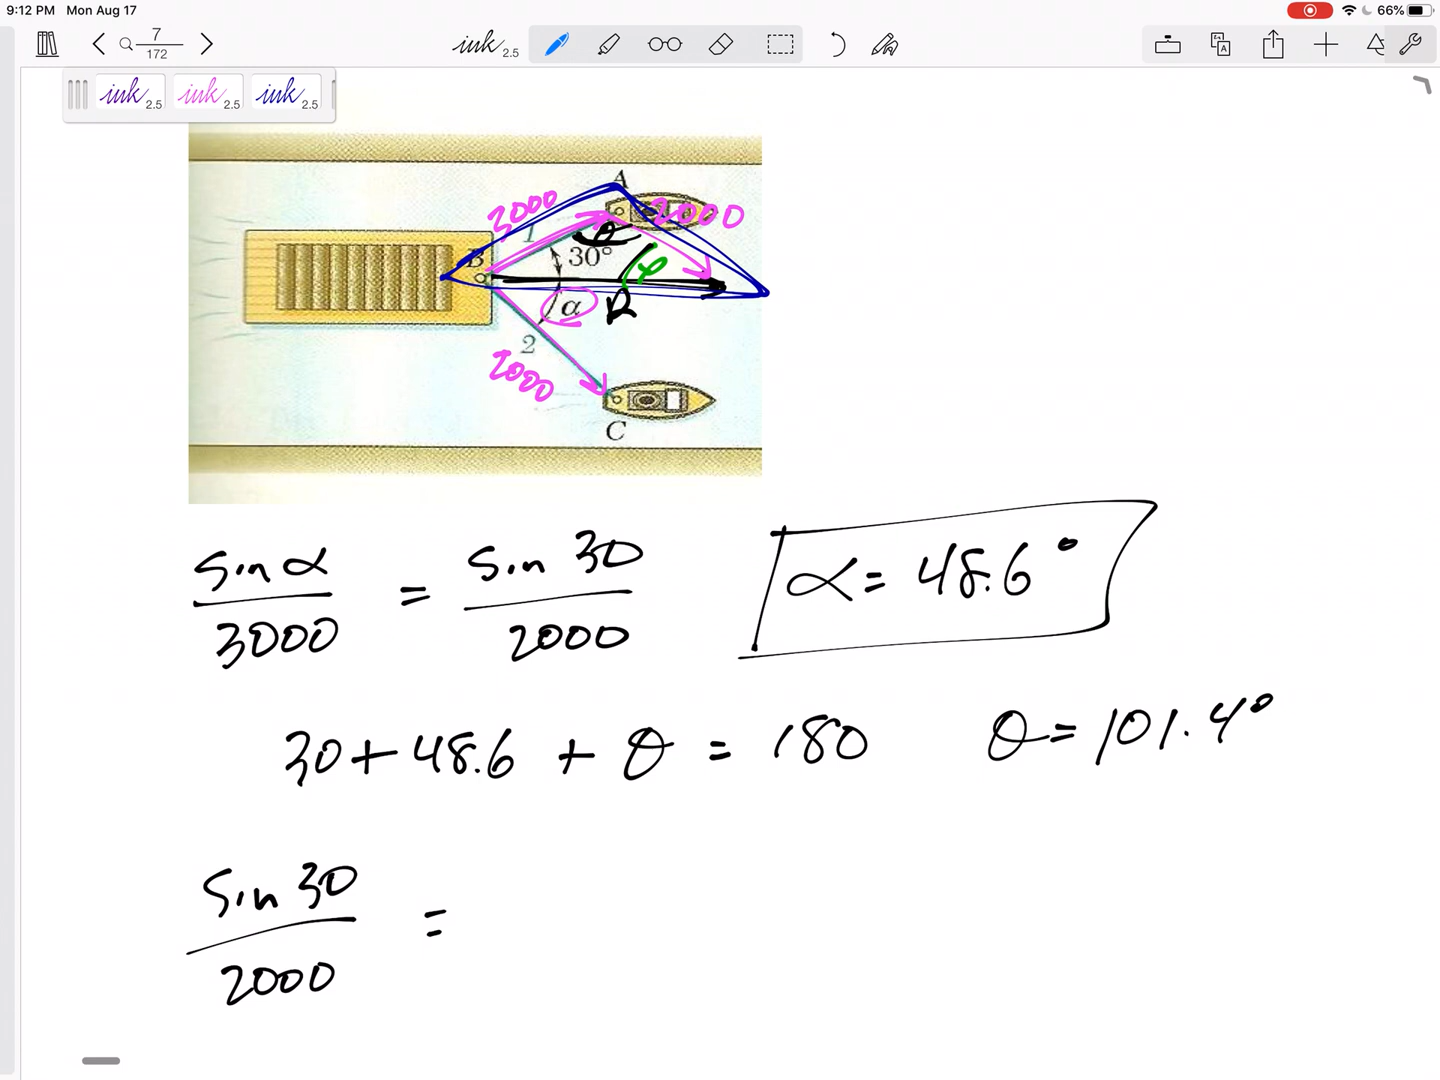 9:12 PM Mon Aug 17
66%
7
172
ink 2.5
ink 2.5 ink 2.5 ink 2.5
A
3000
2000
1
θ
B
30°
φ
α
R
2
2000
C
sin α / 3000 = sin 30 / 2000
α = 48.6°
30 + 48.6 + θ = 180 θ = 101.4°
sin 30 / 2000 =